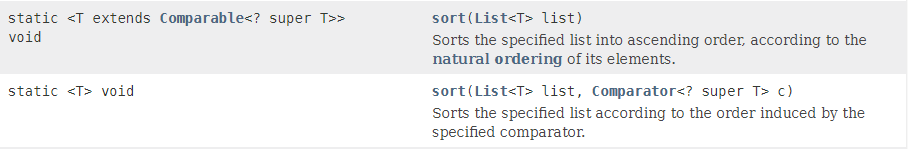 static <T extends Comparable<? super T>>
void
sort(List<T> list)
Sorts the specified list into ascending order, according to the
natural ordering of its elements.
static <T> void
sort(List<T> list, Comparator<? super T> c)
Sorts the specified list according to the order induced by the
specified comparator.